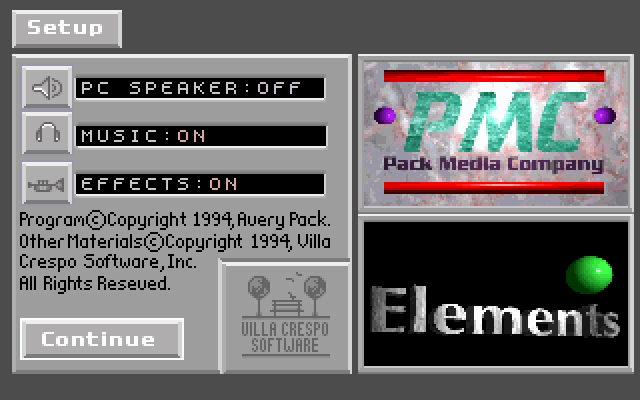 Setup
PC SPEAKER:OFF
MUSIC:ON
EFFECTS:ON
Program©Copyright 1994, Avery Pack.
Other Materials©Copyright 1994, Villa
Crespo Software, Inc.
All Rights Reseved.
Continue
VILLA CRESPO
SOFTWARE
PMC
Pack Media Company
Elements